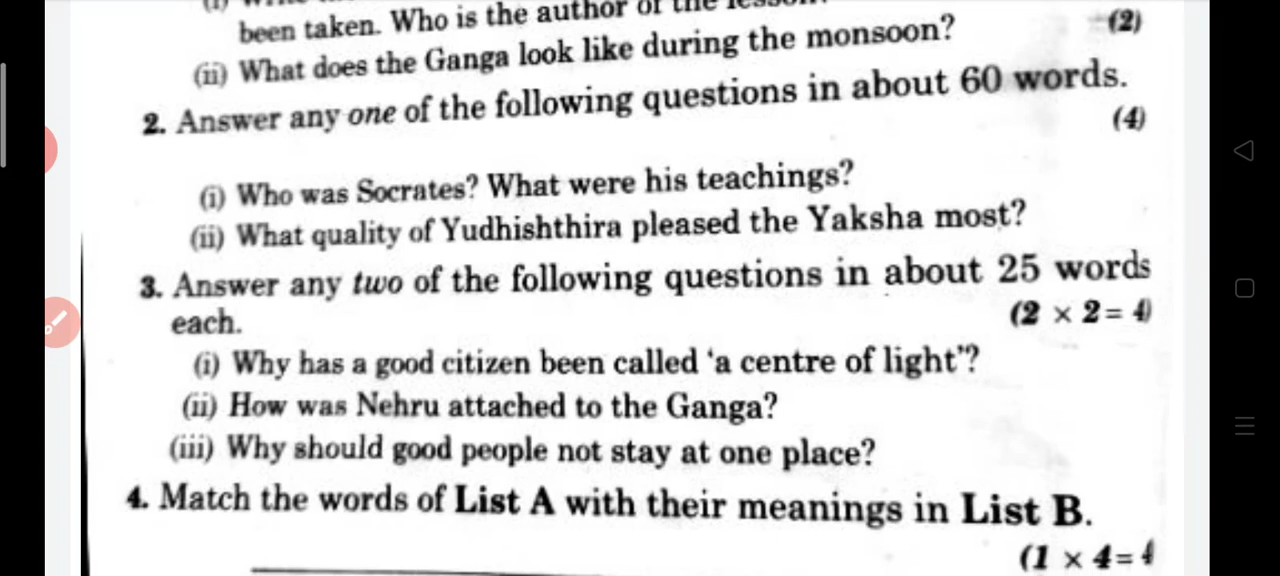 been taken. Who is the author of the lesson?
(ii) What does the Ganga look like during the monsoon? (2)
2. Answer any one of the following questions in about 60 words.
(4)
(i) Who was Socrates? What were his teachings?
(ii) What quality of Yudhishthira pleased the Yaksha most?
3. Answer any two of the following questions in about 25 words
each. (2 × 2 = 4)
(i) Why has a good citizen been called 'a centre of light'?
(ii) How was Nehru attached to the Ganga?
(iii) Why should good people not stay at one place?
4. Match the words of List A with their meanings in List B.
(1 × 4 = 4